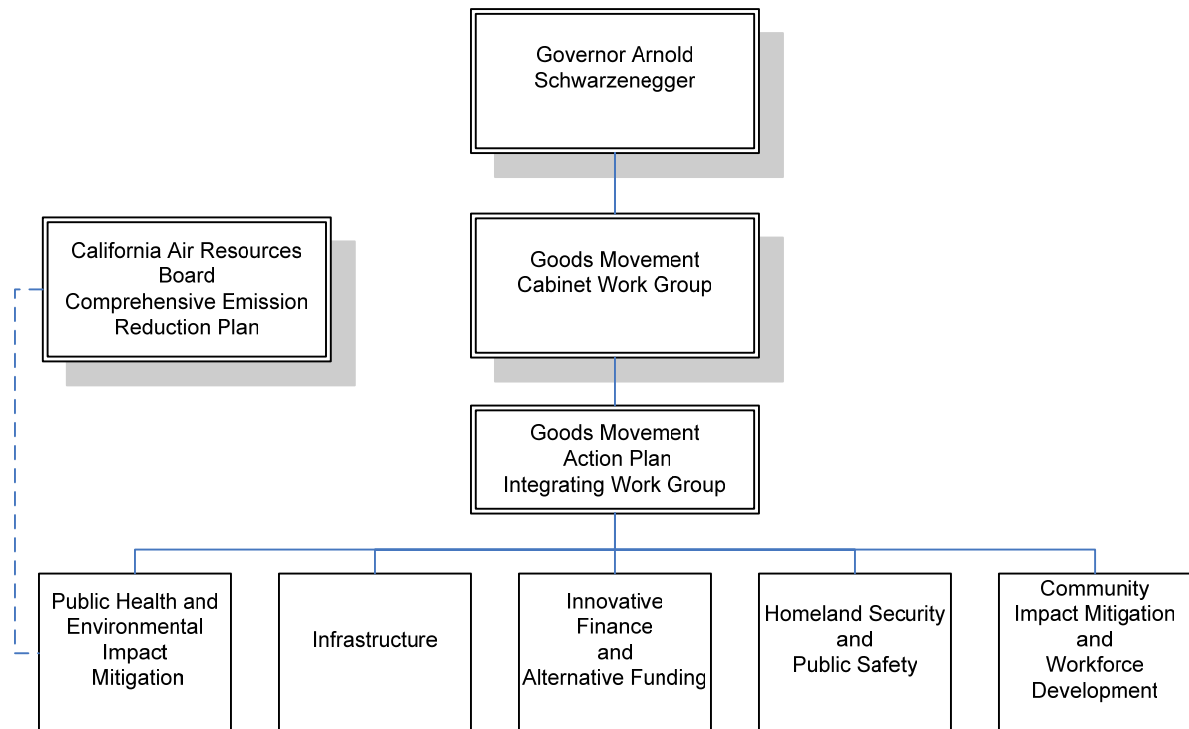 Governor Arnold
Schwarzenegger
California Air Resources
Board
Comprehensive Emission
Reduction Plan
Goods Movement
Cabinet Work Group
Goods Movement
Action Plan
Integrating Work Group
Public Health and
Environmental
Impact
Mitigation
Infrastructure
Innovative
Finance
and
Alternative Funding
Homeland Security
and
Public Safety
Community
Impact Mitigation
and
Workforce
Development